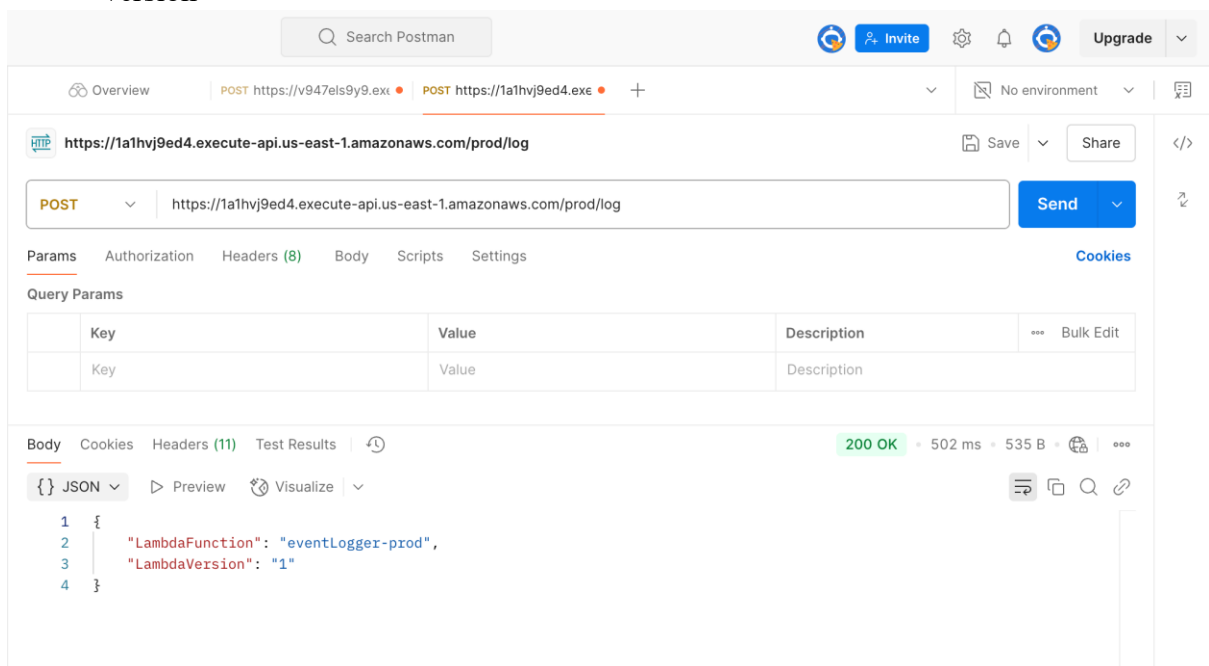 Search Postman
Invite
Upgrade
Overview
POST https://v947els9y9.exe
POST https://1a1hvj9ed4.exe
No environment
HTTP https://1a1hvj9ed4.execute-api.us-east-1.amazonaws.com/prod/log
Save
Share
POST https://1a1hvj9ed4.execute-api.us-east-1.amazonaws.com/prod/log
Send
Params Authorization Headers (8) Body Scripts Settings Cookies
Query Params
Key Value Description Bulk Edit
Key Value Description
Body Cookies Headers (11) Test Results 200 OK • 502 ms • 535 B
{} JSON Preview Visualize
1 {
2 "LambdaFunction": "eventLogger-prod",
3 "LambdaVersion": "1"
4 }